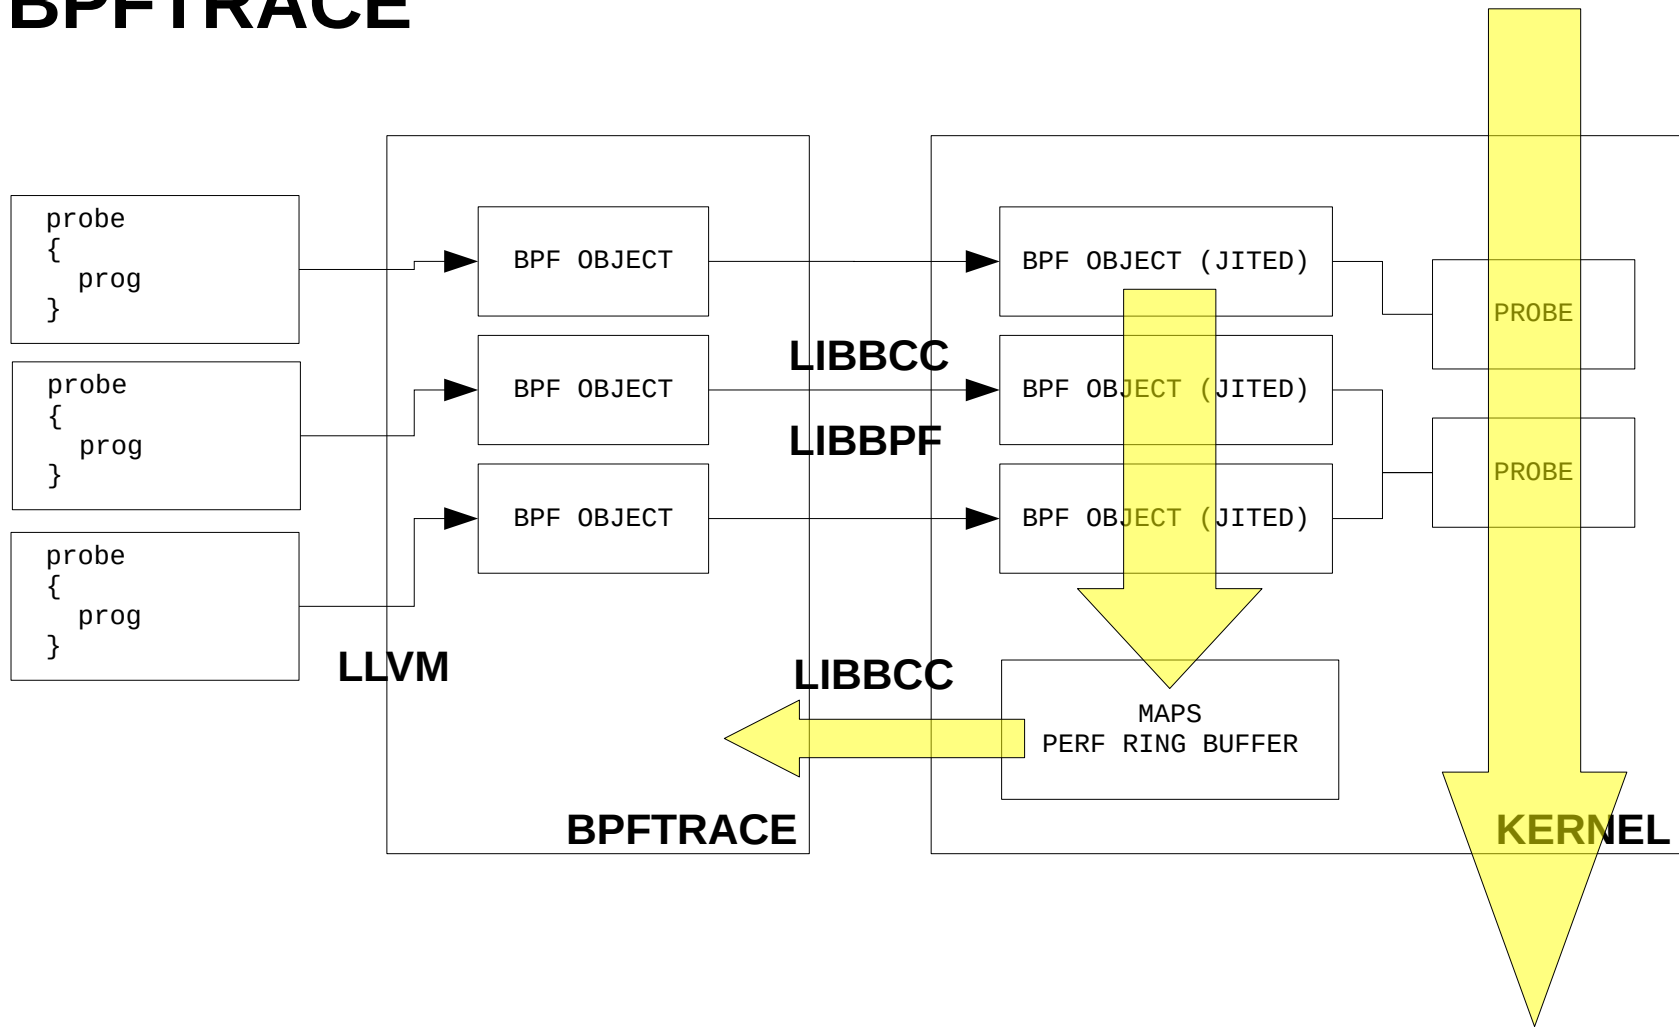 BPFTRACE
probe
{
  prog
}
probe
{
  prog
}
probe
{
  prog
}
LLVM
BPF OBJECT
BPF OBJECT
BPF OBJECT
BPFTRACE
LIBBCC
LIBBPF
LIBBCC
BPF OBJECT (JITED)
BPF OBJECT (JITED)
BPF OBJECT (JITED)
MAPS
PERF RING BUFFER
PROBE
PROBE
KERNEL